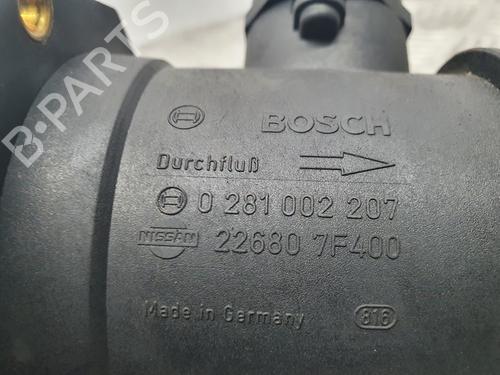 B-PARTS
BOSCH
Durchfluß
0 281 002 207
NISSAN 22680 7F400
Made in Germany 816